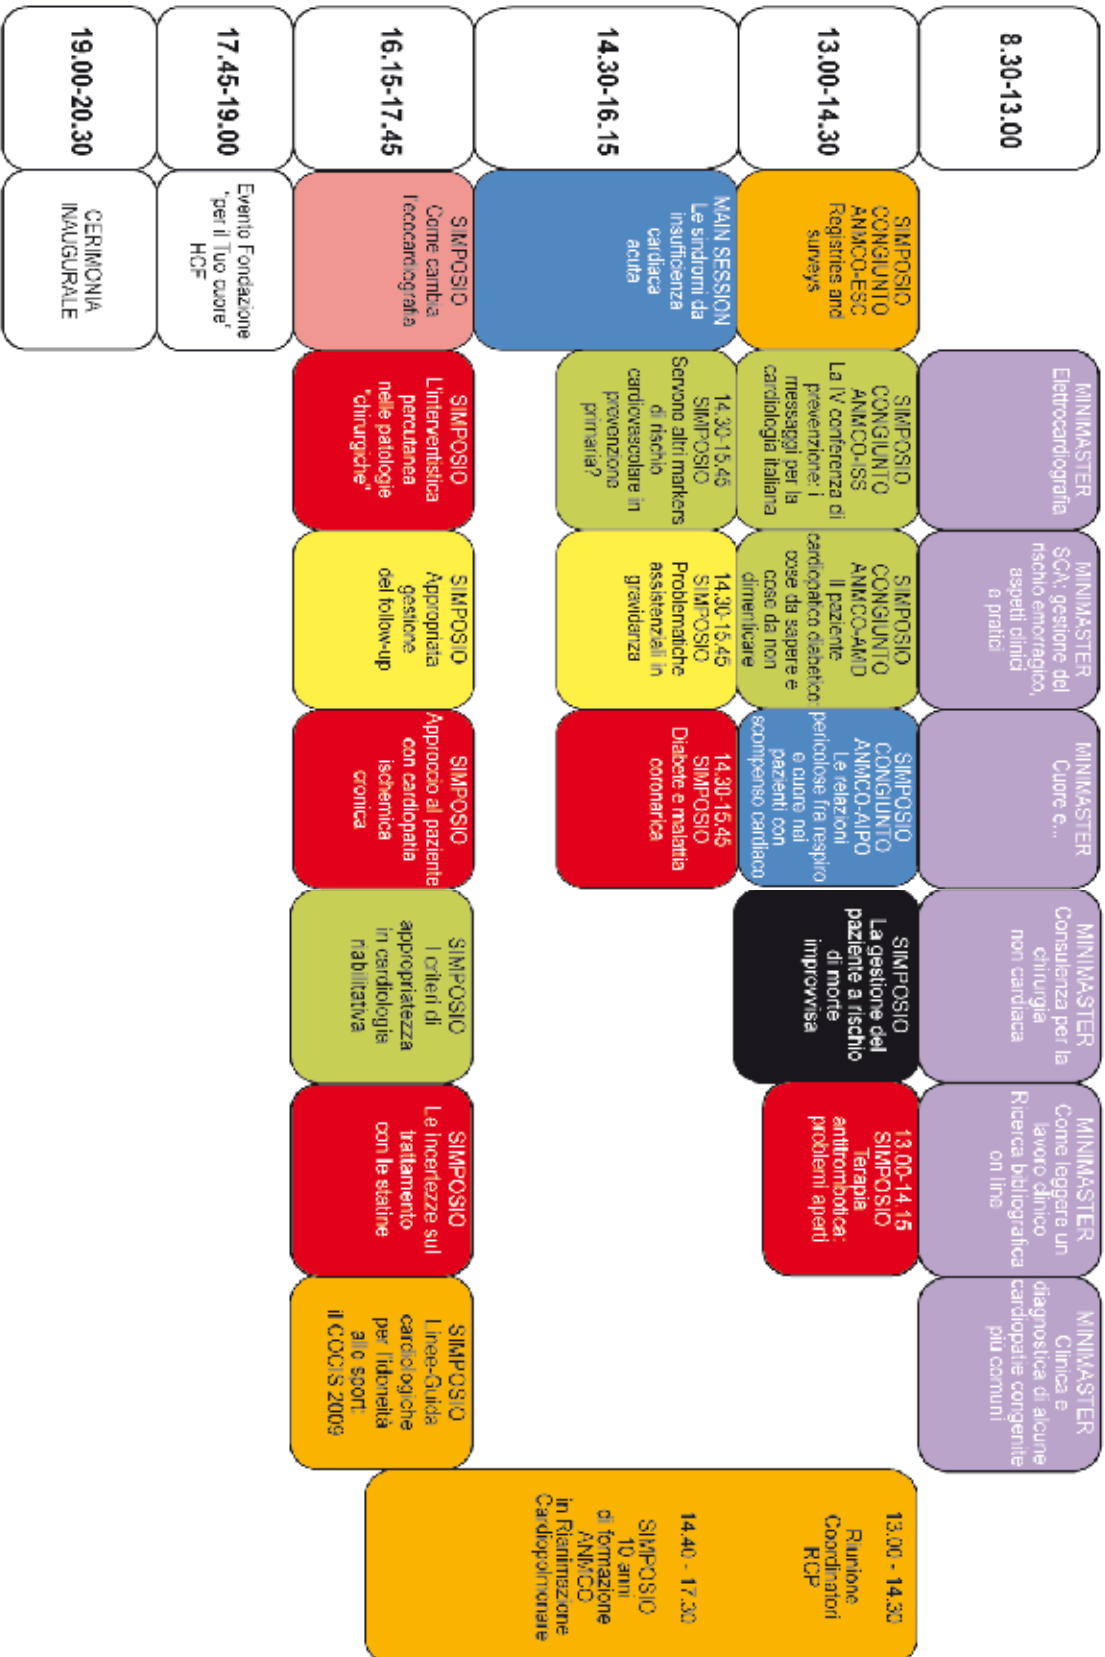 8.30-13.00
MINIMASTER
Elettrocardiografia
MINIMASTER
SCA: gestione del
rischio emorragico,
aspetti clinici
e pratici
MINIMASTER
Cuore e...
MINIMASTER
Consulenza per la
chirurgia
non cardiaca
MINIMASTER
Come leggere un
lavoro clinico
Ricerca bibliografica
on line
MINIMASTER
Clinica e
diagnostica di alcune
cardiopatie congenite
più comuni
13.00-14.30
SIMPOSIO
CONGIUNTO
ANMCO-ESC
Registries and
surveys
SIMPOSIO
CONGIUNTO
ANMCO-ISS
La IV conferenza di
prevenzione: i
messaggi per la
cardiologia italiana
SIMPOSIO
CONGIUNTO
ANMCO-AMD
Il paziente
cardiopatico diabetico:
cose da sapere e
cose da non
dimenticare
SIMPOSIO
CONGIUNTO
ANMCO-AIPO
Le relazioni
pericolose fra respiro
e cuore nei
pazienti con
scompenso cardiaco
SIMPOSIO
La gestione del
paziente a rischio
di morte
improvvisa
13.00-14.15
SIMPOSIO
Terapia
antitrombotica:
problemi aperti
13.00 - 14.30
Riunione
Coordinatori
RCP
14.40 - 17.30
SIMPOSIO
10 anni
di formazione
ANMCO
in Rianimazione
Cardiopolmonare
14.30-16.15
MAIN SESSION
Le sindromi da
insufficienza
cardiaca
acuta
14.30-15.45
SIMPOSIO
Servono altri markers
di rischio
cardiovascolare in
prevenzione
primaria?
14.30-15.45
SIMPOSIO
Problematiche
assistenziali in
gravidanza
14.30-15.45
SIMPOSIO
Diabete e malattia
coronarica
16.15-17.45
SIMPOSIO
Come cambia
l'ecocardiografia
SIMPOSIO
L'interventistica
percutanea
nelle patologie
"chirurgiche"
SIMPOSIO
Appropriata
gestione
del follow-up
SIMPOSIO
Approccio al paziente
con cardiopatia
ischemica
cronica
SIMPOSIO
I criteri di
appropriatezza
in cardiologia
riabilitativa
SIMPOSIO
Le incertezze sul
trattamento
con le statine
SIMPOSIO
Linee-Guida
cardiologiche
per l'idoneità
allo sport:
il COCIS 2009
17.45-19.00
Evento Fondazione
"per il Tuo cuore"
HCF
19.00-20.30
CERIMONIA
INAUGURALE